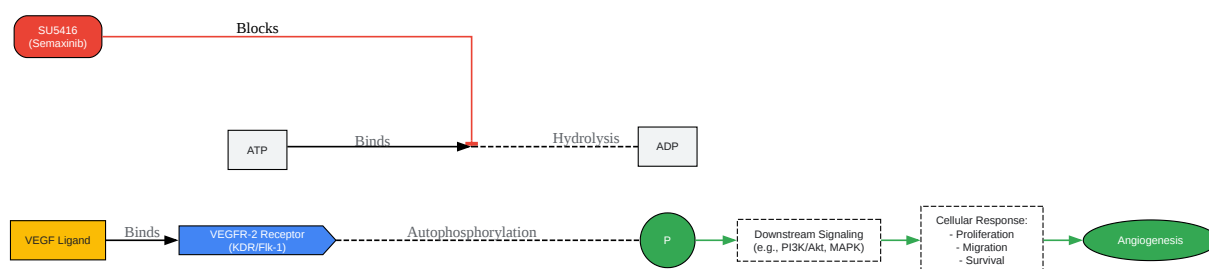 SU5416
(Semaxinib)
Blocks
ATP
Binds
Hydrolysis
ADP
VEGF Ligand
Binds
VEGFR-2 Receptor
(KDR/Flk-1)
Autophosphorylation
P
Downstream Signaling
(e.g., PI3K/Akt, MAPK)
Cellular Response:
- Proliferation
- Migration
- Survival
Angiogenesis